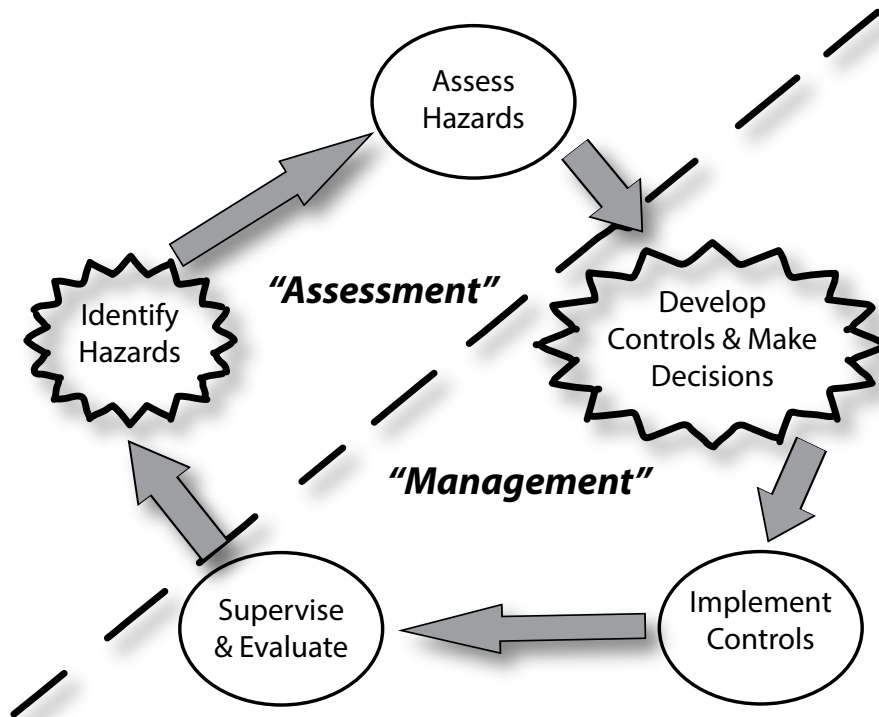 Assess
Hazards
"Assessment"
Identify
Hazards
Develop
Controls & Make
Decisions
"Management"
Implement
Controls
Supervise
& Evaluate